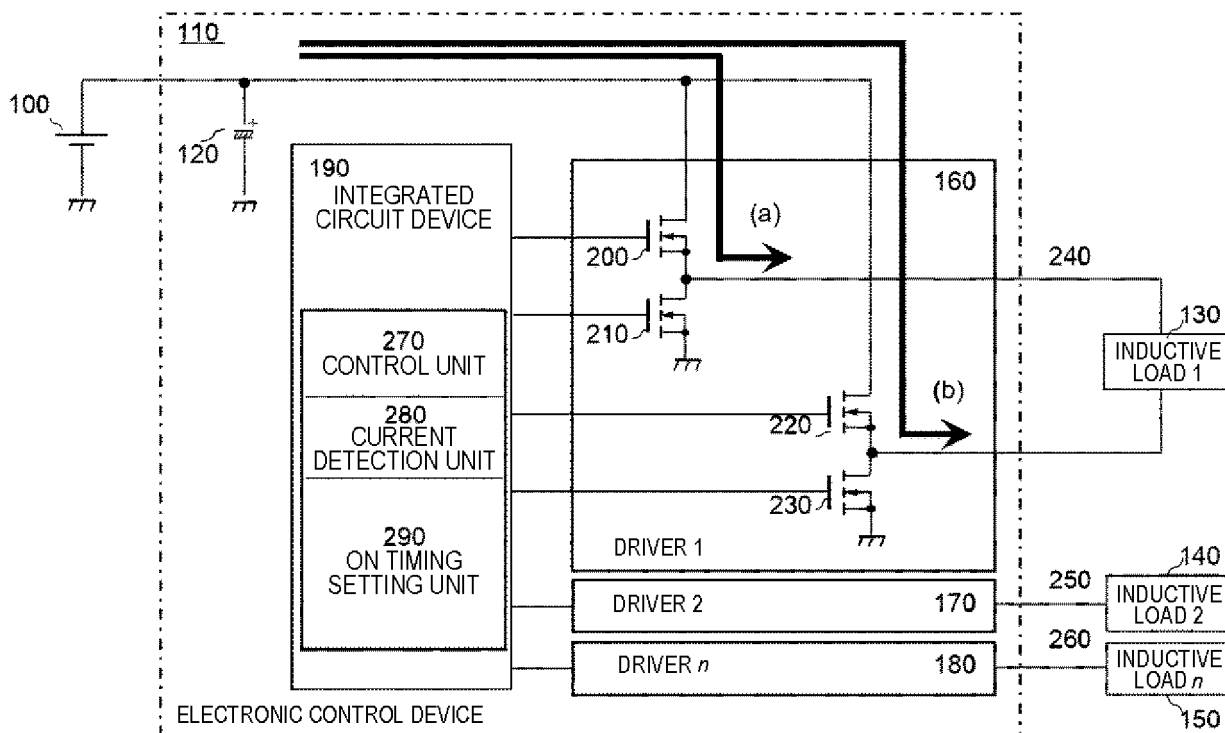 110
100
120
+
190
INTEGRATED
CIRCUIT DEVICE
160
(a)
200
240
210
130
INDUCTIVE
LOAD 1
270
CONTROL UNIT
(b)
280
CURRENT
DETECTION UNIT
220
230
290
ON TIMING
SETTING UNIT
DRIVER 1
140
250
INDUCTIVE
LOAD 2
DRIVER 2
170
260
DRIVER n
180
INDUCTIVE
LOAD n
150
ELECTRONIC CONTROL DEVICE